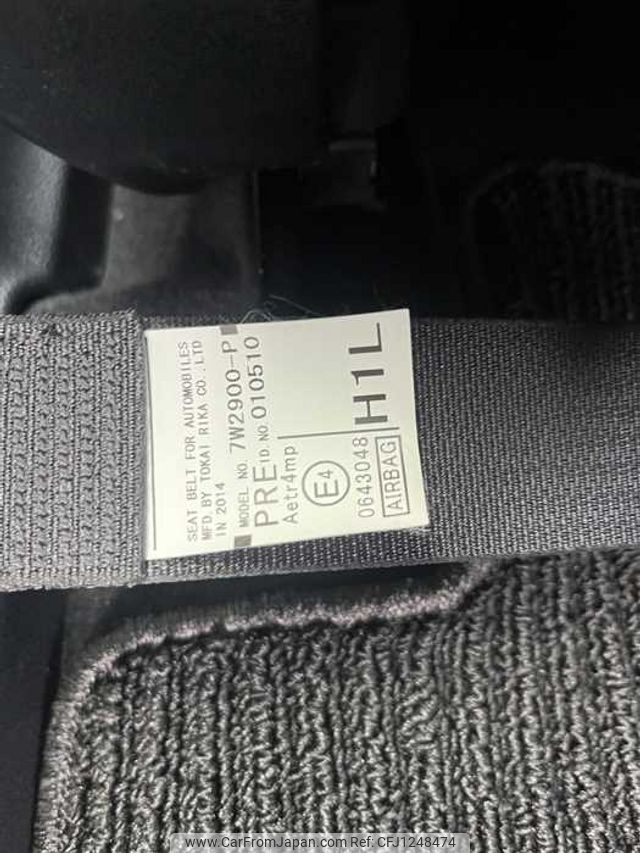 SEAT BELT FOR AUTOMOBILES
MFD.BY TOKAI RIKA CO.,LTD
IN 2014
MODEL NO. 7W2900-P
PRE ID.NO.010510
Aetr4mp
E4
0643048
AIRBAG
H1L
www.CarFromJapan.com Ref:CFJ1248474